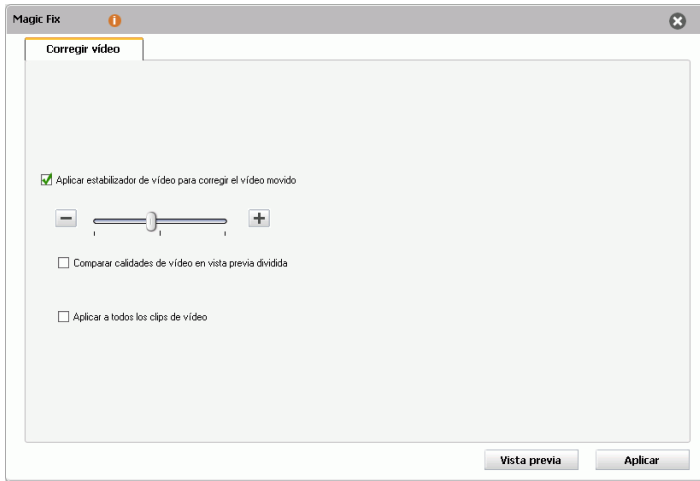 Magic Fix
Corregir vídeo
Aplicar estabilizador de vídeo para corregir el vídeo movido
Comparar calidades de vídeo en vista previa dividida
Aplicar a todos los clips de vídeo
Vista previa
Aplicar